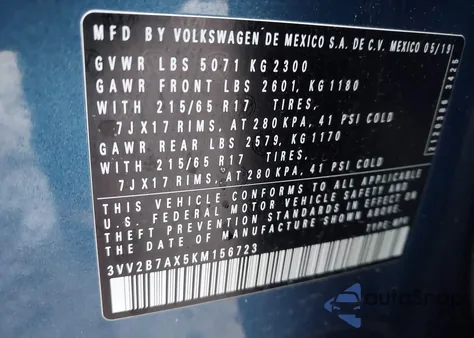 MFD BY VOLKSWAGEN DE MEXICO S.A. DE C.V. MEXICO 05/19
GVWR LBS 5071 KG 2300
GAWR FRONT LBS 2601, KG 1180
WITH 215/65 R17 TIRES,
7JX17 RIMS, AT 280 KPA, 41 PSI COLD
GAWR REAR LBS 2579, KG 1170
WITH 215/65 R17 TIRES,
7JX17 RIMS, AT 280 KPA, 41 PSI COLD
THIS VEHICLE CONFORMS TO ALL APPLICABLE
U.S. FEDERAL MOTOR VEHICLE SAFETY AND
THEFT PREVENTION STANDARDS IN EFFECT ON
THE DATE OF MANUFACTURE.
TYPE:
3VV2B7AX5KM156723
autoSnap